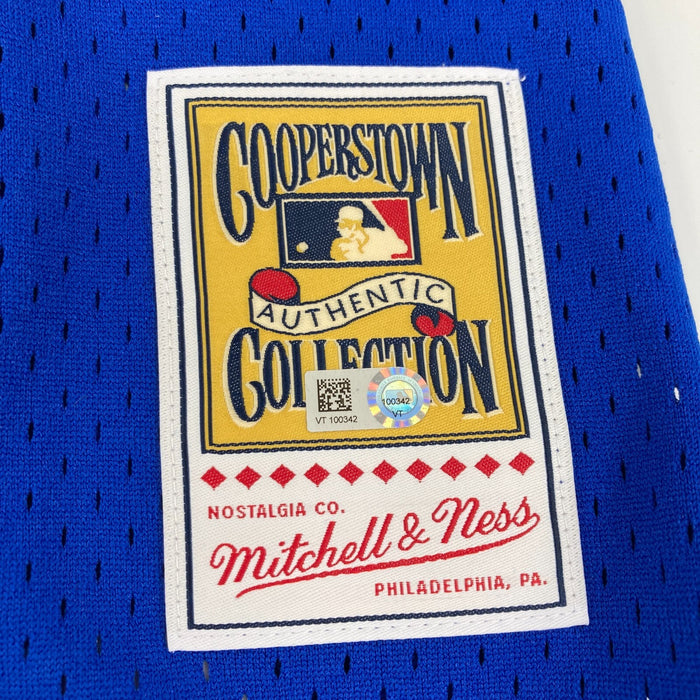 COOPERSTOWN
AUTHENTIC
COLLECTION
VT 100342
100342
VT
NOSTALGIA CO.
Mitchell & Ness
PHILADELPHIA, PA.